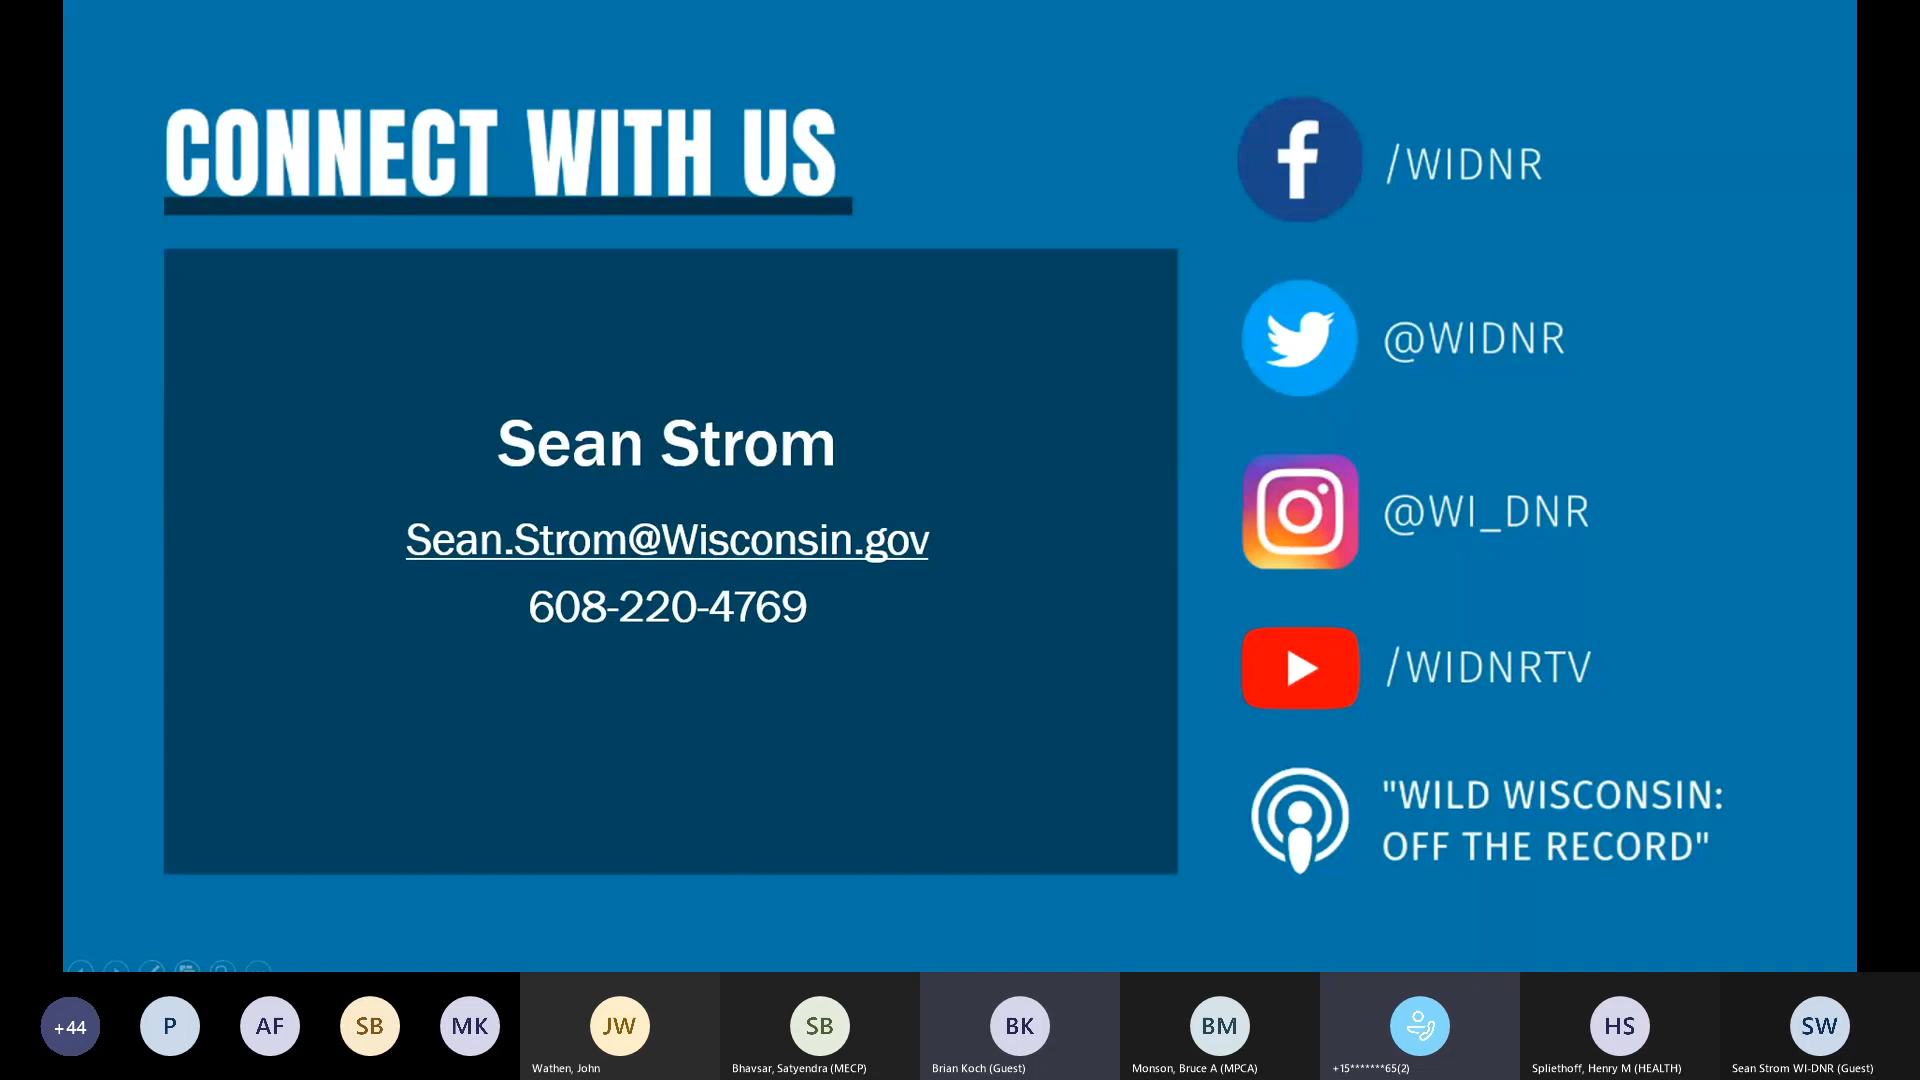 CONNECT WITH US
Sean Strom
Sean.Strom@Wisconsin.gov
608-220-4769
/WIDNR
@WIDNR
@WI_DNR
/WIDNRTV
"WILD WISCONSIN:
OFF THE RECORD"
+44
P
AF
SB
MK
JW
Wathen, John
SB
Bhavsar, Satyendra (MECP)
BK
Brian Koch (Guest)
BM
Monson, Bruce A (MPCA)
+15*******65(2)
HS
Spliethoff, Henry M (HEALTH)
SW
Sean Strom WI-DNR (Guest)